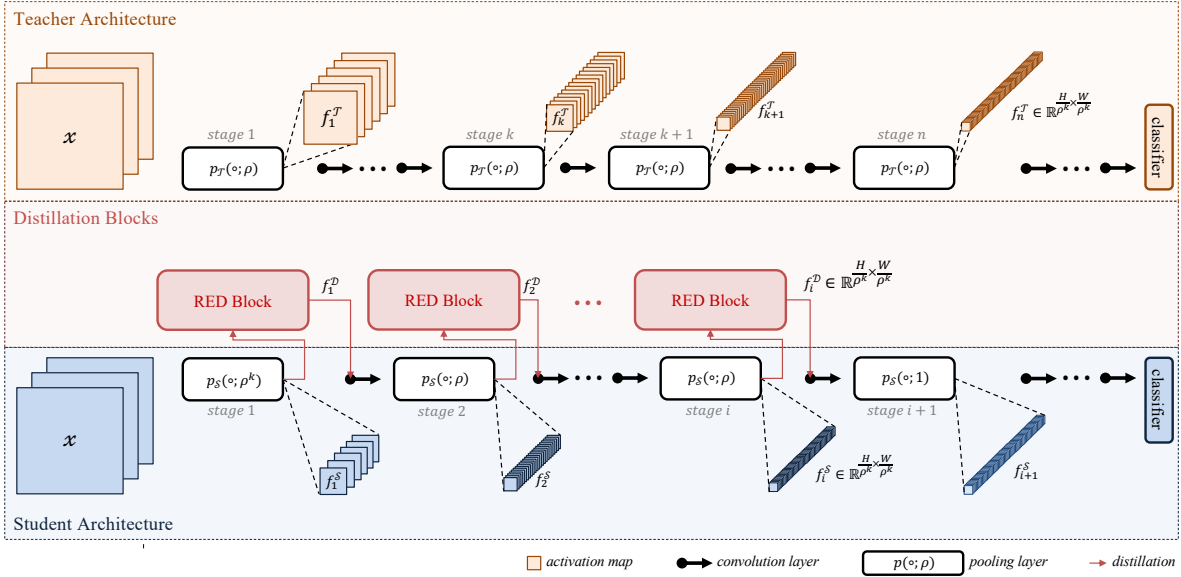 Teacher Architecture
x
stage 1
p_𝒯(∘; ρ)
f_1^𝒯
stage k
p_𝒯(∘; ρ)
f_k^𝒯
stage k + 1
p_𝒯(∘; ρ)
f_{k+1}^𝒯
stage n
p_𝒯(∘; ρ)
f_n^𝒯 ∈ ℝ^{H/ρ^k × W/ρ^k}
classifier
Distillation Blocks
RED Block
f_1^𝒟
RED Block
f_2^𝒟
RED Block
f_i^𝒟 ∈ ℝ^{H/ρ^k × W/ρ^k}
x
p_𝒮(∘; ρ^k)
stage 1
f_1^𝒮
p_𝒮(∘; ρ)
stage 2
f_2^𝒮
p_𝒮(∘; ρ)
stage i
f_i^𝒮 ∈ ℝ^{H/ρ^k × W/ρ^k}
p_𝒮(∘; 1)
stage i + 1
f_{i+1}^𝒮
classifier
Student Architecture
activation map
convolution layer
p(∘; ρ) pooling layer
distillation